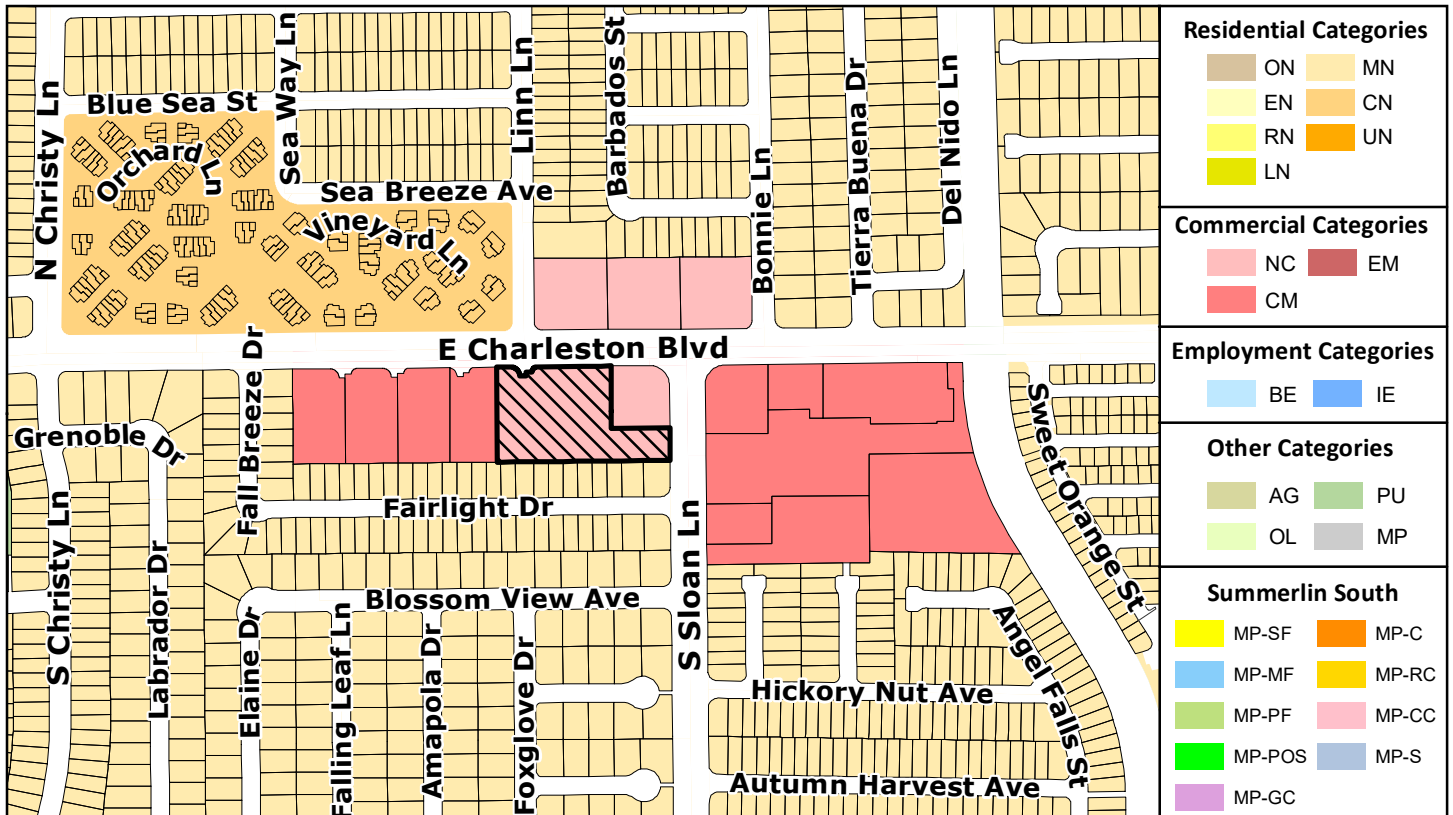 N Christy Ln
Blue Sea St
Sea Way Ln
Linn Ln
Barbados St
Bonnie Ln
Tierra Buena Dr
Del Nido Ln
Orchard Ln
Sea Breeze Ave
Vineyard Ln
E Charleston Blvd
Fall Breeze Dr
Grenoble Dr
S Christy Ln
Labrador Dr
Fairlight Dr
Sweet Orange St
S Sloan Ln
Blossom View Ave
Elaine Dr
Falling Leaf Ln
Amapola Dr
Foxglove Dr
Angel Falls St
Hickory Nut Ave
Autumn Harvest Ave
Residential Categories
ON MN
EN CN
RN UN
LN
Commercial Categories
NC EM
CM
Employment Categories
BE IE
Other Categories
AG PU
OL MP
Summerlin South
MP-SF MP-C
MP-MF MP-RC
MP-PF MP-CC
MP-POS MP-S
MP-GC